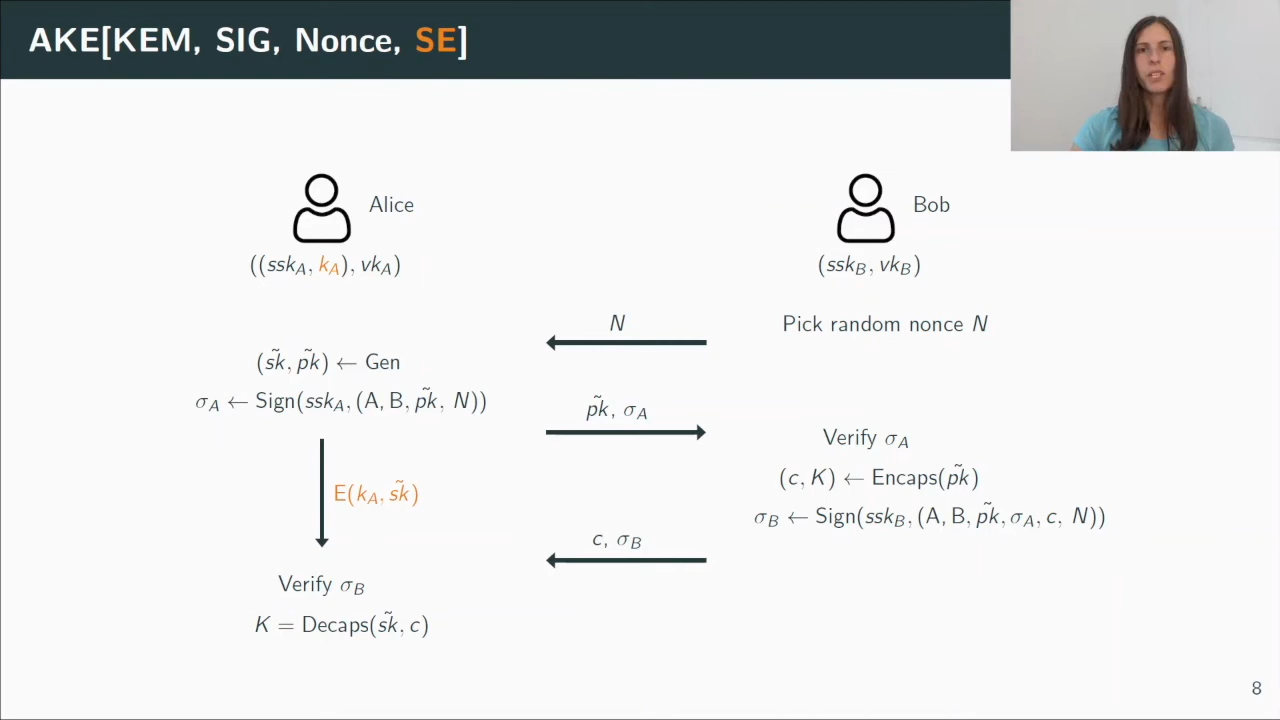 AKE[KEM, SIG, Nonce, SE]
Alice
Bob
((ssk_A, k_A), vk_A)
(ssk_B, vk_B)
N
Pick random nonce N
(s̃k, p̃k) ← Gen
σ_A ← Sign(ssk_A, (A, B, p̃k, N))
p̃k, σ_A
Verify σ_A
(c, K) ← Encaps(p̃k)
E(k_A, s̃k)
σ_B ← Sign(ssk_B, (A, B, p̃k, σ_A, c, N))
c, σ_B
Verify σ_B
K = Decaps(s̃k, c)
8